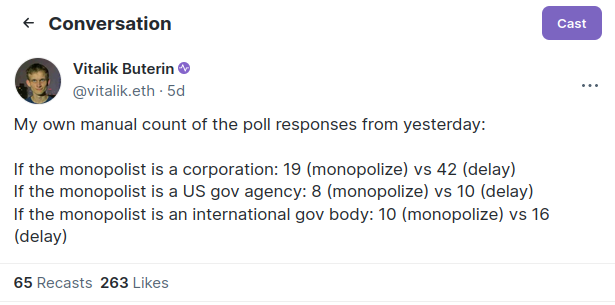 ← Conversation
Cast
Vitalik Buterin
@vitalik.eth · 5d
My own manual count of the poll responses from yesterday:
If the monopolist is a corporation: 19 (monopolize) vs 42 (delay)
If the monopolist is a US gov agency: 8 (monopolize) vs 10 (delay)
If the monopolist is an international gov body: 10 (monopolize) vs 16
(delay)
65 Recasts 263 Likes